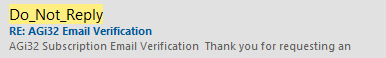 Do_Not_Reply
RE: AGi32 Email Verification
AGi32 Subscription Email Verification  Thank you for requesting an